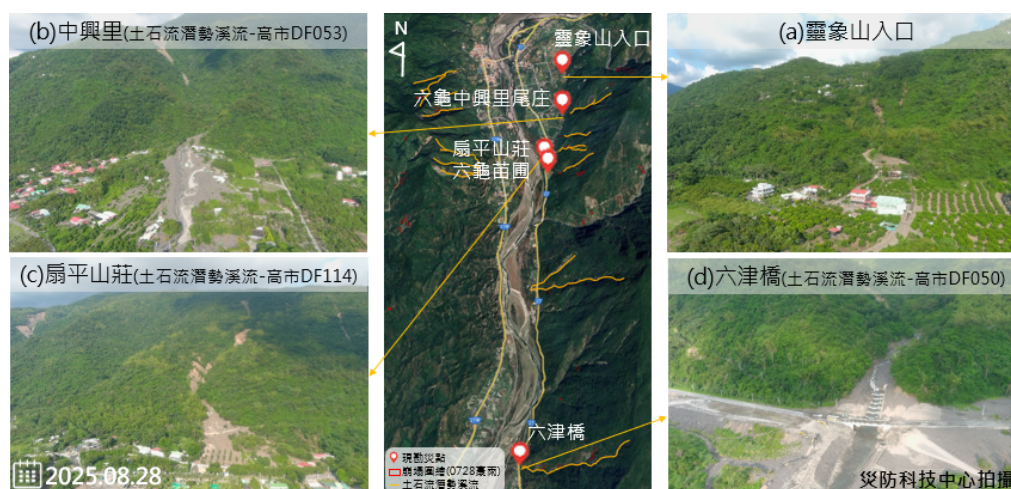 (b)中興里(土石流潛勢溪流-高市DF053)
N
靈象山入口
六龜中興里尾庄
扇平山莊
六龜苗圃
六津橋
現勘災點
崩塌圈繪(0728豪雨)
土石流潛勢溪流
(a)靈象山入口
(c)扇平山莊(土石流潛勢溪流-高市DF114)
2025.08.28
(d)六津橋(土石流潛勢溪流-高市DF050)
災防科技中心拍攝